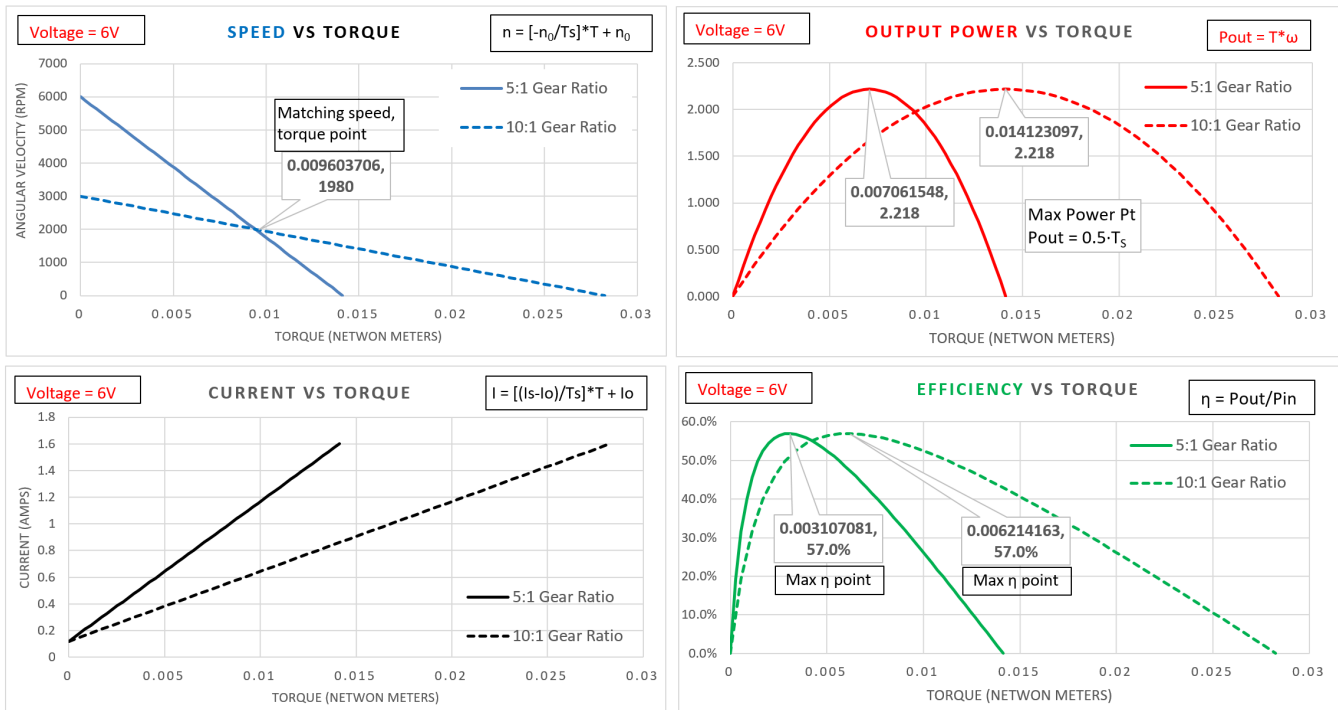 Voltage = 6V
SPEED VS TORQUE
n = [-n₀/Ts]*T + n₀
7000
6000
5000
4000
3000
2000
1000
0
ANGULAR VELOCITY (RPM)
5:1 Gear Ratio
10:1 Gear Ratio
Matching speed,
torque point
0.009603706,
1980
0 0.005 0.01 0.015 0.02 0.025 0.03
TORQUE (NETWON METERS)
Voltage = 6V
OUTPUT POWER VS TORQUE
Pout = T*ω
2.500
2.000
1.500
1.000
0.500
0.000
5:1 Gear Ratio
10:1 Gear Ratio
0.014123097,
2.218
0.007061548,
2.218
Max Power Pt
Pout = 0.5·Tₛ
0 0.005 0.01 0.015 0.02 0.025 0.03
TORQUE (NETWON METERS)
Voltage = 6V
CURRENT VS TORQUE
I = [(Is-Io)/Ts]*T + Io
1.8
1.6
1.4
1.2
1
0.8
0.6
0.4
0.2
0
CURRENT (AMPS)
5:1 Gear Ratio
10:1 Gear Ratio
0 0.005 0.01 0.015 0.02 0.025 0.03
TORQUE (NETWON METERS)
Voltage = 6V
EFFICIENCY VS TORQUE
η = Pout/Pin
60.0%
50.0%
40.0%
30.0%
20.0%
10.0%
0.0%
5:1 Gear Ratio
10:1 Gear Ratio
0.003107081,
57.0%
Max η point
0.006214163,
57.0%
Max η point
0 0.005 0.01 0.015 0.02 0.025 0.03
TORQUE (NETWON METERS)